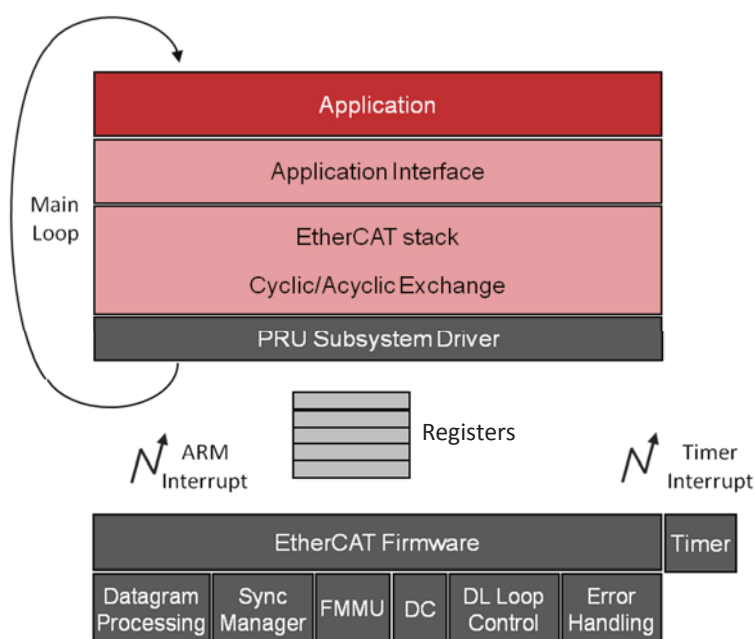 Application
Application Interface
Main
Loop
EtherCAT stack
Cyclic/Acyclic Exchange
PRU Subsystem Driver
Registers
ARM
Interrupt
Timer
Interrupt
EtherCAT Firmware
Timer
Datagram
Processing
Sync
Manager
FMMU
DC
DL Loop
Control
Error
Handling